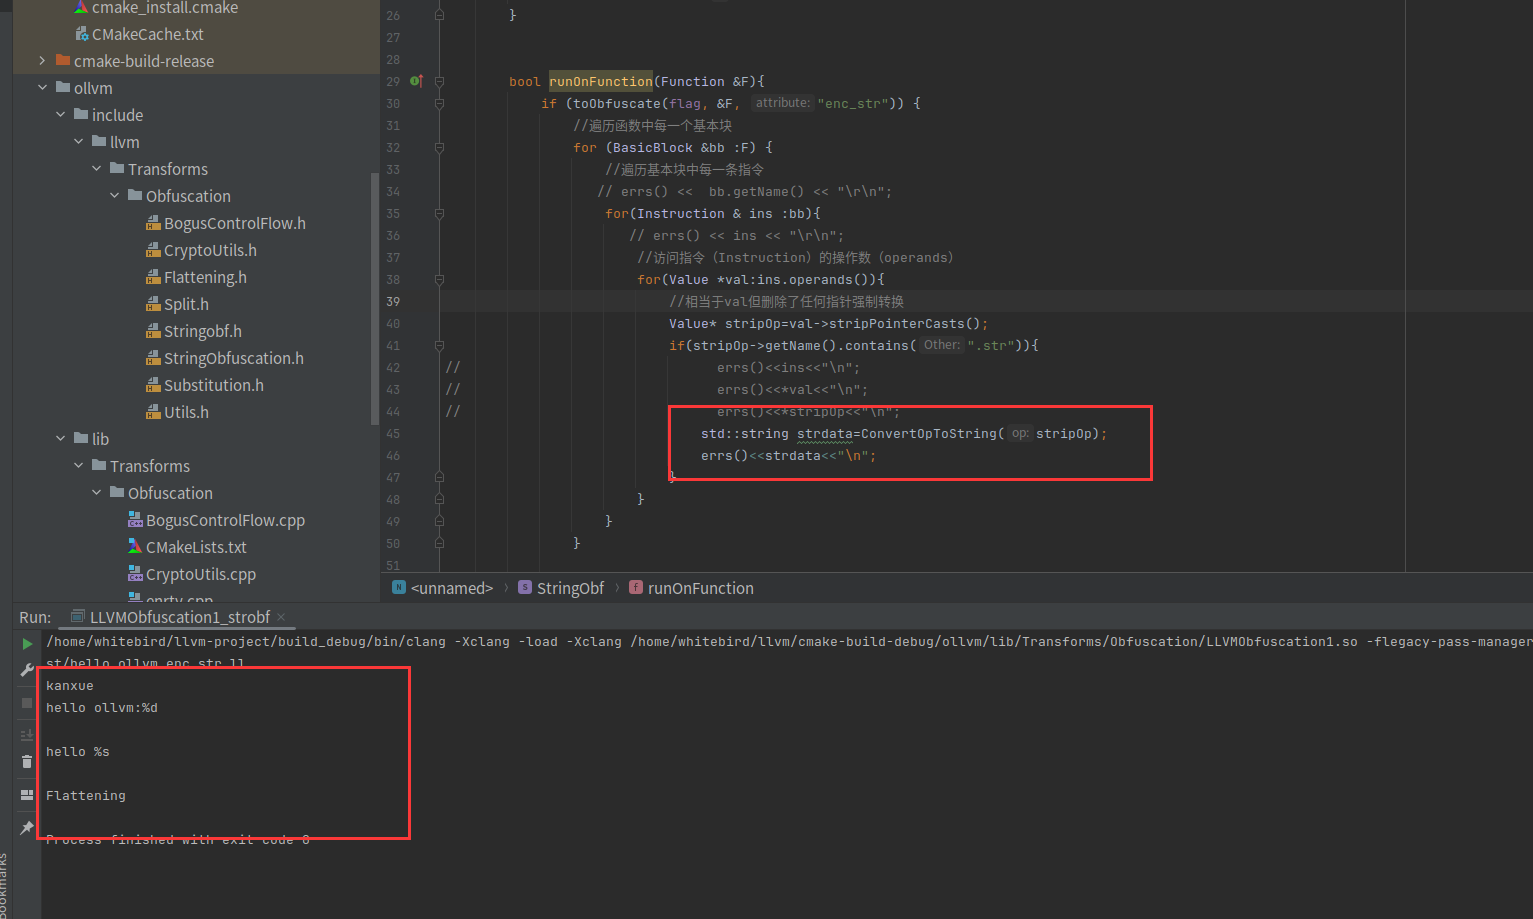 cmake_install.cmake
CMakeCache.txt
cmake-build-release
ollvm
include
llvm
Transforms
Obfuscation
BogusControlFlow.h
CryptoUtils.h
Flattening.h
Split.h
Stringobf.h
StringObfuscation.h
Substitution.h
Utils.h
lib
Transforms
Obfuscation
BogusControlFlow.cpp
CMakeLists.txt
CryptoUtils.cpp
enrty.cpp
26 }
27
28
29 bool runOnFunction(Function &F){
30 if (toObfuscate(flag, &F, attribute: "enc_str")) {
31 //遍历函数中每一个基本块
32 for (BasicBlock &bb :F) {
33 //遍历基本块中每一条指令
34 // errs() << bb.getName() << "\r\n";
35 for(Instruction & ins :bb){
36 // errs() << ins << "\r\n";
37 //访问指令（Instruction）的操作数（operands）
38 for(Value *val:ins.operands()){
39 //相当于val但删除了任何指针强制转换
40 Value* stripOp=val->stripPointerCasts();
41 if(stripOp->getName().contains( Other: ".str")){
42 // errs()<<ins<<"\n";
43 // errs()<<*val<<"\n";
44 // errs()<<*stripOp<<"\n";
45 std::string strdata=ConvertOpToString( op: stripOp);
46 errs()<<strdata<<"\n";
47 }
48 }
49 }
50 }
51
<unnamed> StringObf runOnFunction
Run: LLVMObfuscation1_strobf
/home/whitebird/llvm-project/build_debug/bin/clang -Xclang -load -Xclang /home/whitebird/llvm/cmake-build-debug/ollvm/lib/Transforms/Obfuscation/LLVMObfuscation1.so -flegacy-pass-manager
st/hello_ollvm_enc_str.ll
kanxue
hello ollvm:%d
hello %s
Flattening
Process finished with exit code 0
Bookmarks